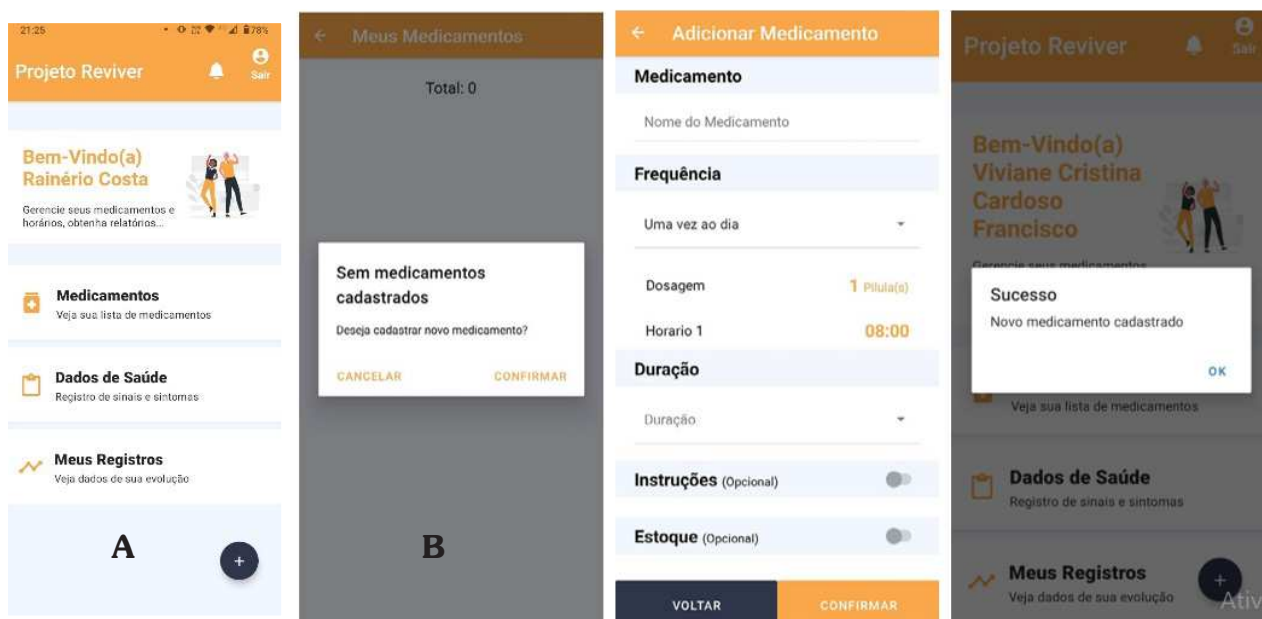 21:25
78%
Projeto Reviver
Sair
Bem-Vindo(a)
Rainério Costa
Gerencie seus medicamentos e
horários, obtenha relatórios...
Medicamentos
Veja sua lista de medicamentos
Dados de Saúde
Registro de sinais e sintomas
Meus Registros
Veja dados de sua evolução
A
+
Meus Medicamentos
Total: 0
Sem medicamentos
cadastrados
Deseja cadastrar novo medicamento?
CANCELAR CONFIRMAR
B
Adicionar Medicamento
Medicamento
Nome do Medicamento
Frequência
Uma vez ao dia
Dosagem 1 Pílula(s)
Horario 1 08:00
Duração
Duração
Instruções (Opcional)
Estoque (Opcional)
VOLTAR CONFIRMAR
Projeto Reviver
Sair
Bem-Vindo(a)
Viviane Cristina
Cardoso
Francisco
Gerencie seus medicamentos
Sucesso
Novo medicamento cadastrado
OK
Veja sua lista de medicamentos
Dados de Saúde
Registro de sinais e sintomas
Meus Registros
Veja dados de sua evolução
+
Ativ